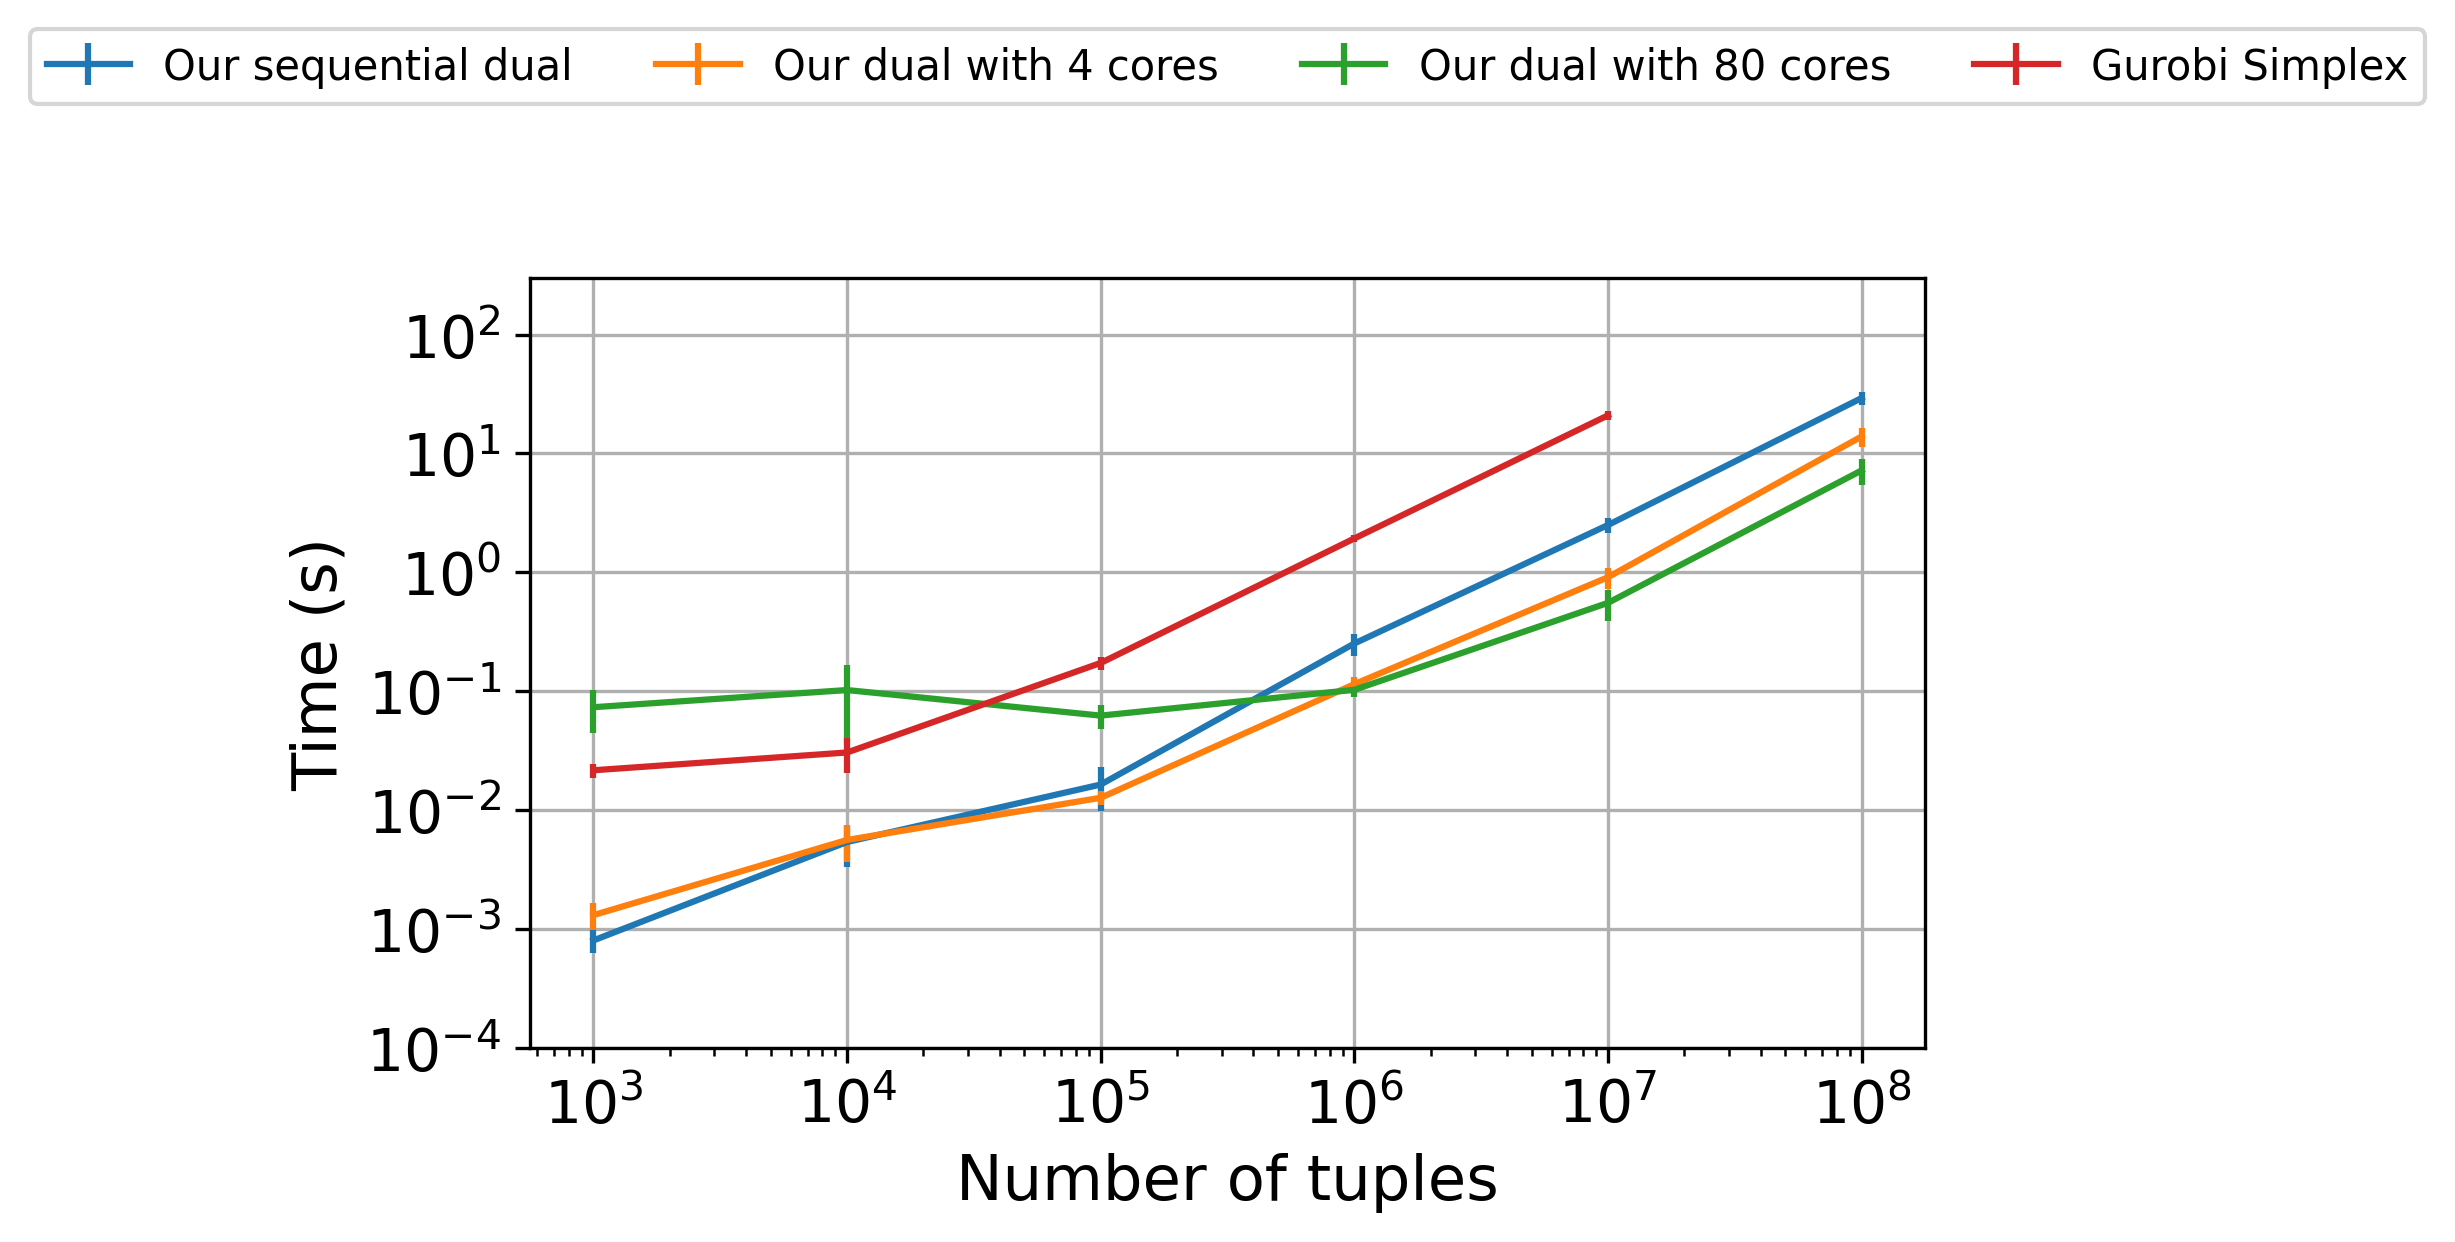 Our sequential dual Our dual with 4 cores Our dual with 80 cores Gurobi Simplex
10²
10¹
10⁰
10⁻¹
10⁻²
10⁻³
10⁻⁴
Time (s)
10³ 10⁴ 10⁵ 10⁶ 10⁷ 10⁸
Number of tuples